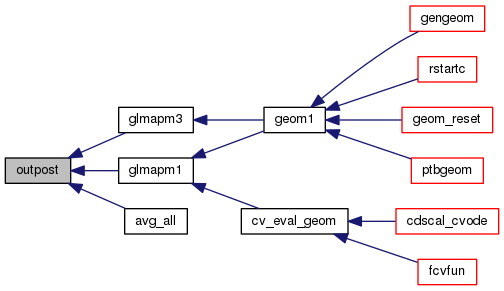 gengeom
rstartc
glmapm3
geom1
geom_reset
outpost
glmapm1
ptbgeom
avg_all
cv_eval_geom
cdscal_cvode
fcvfun